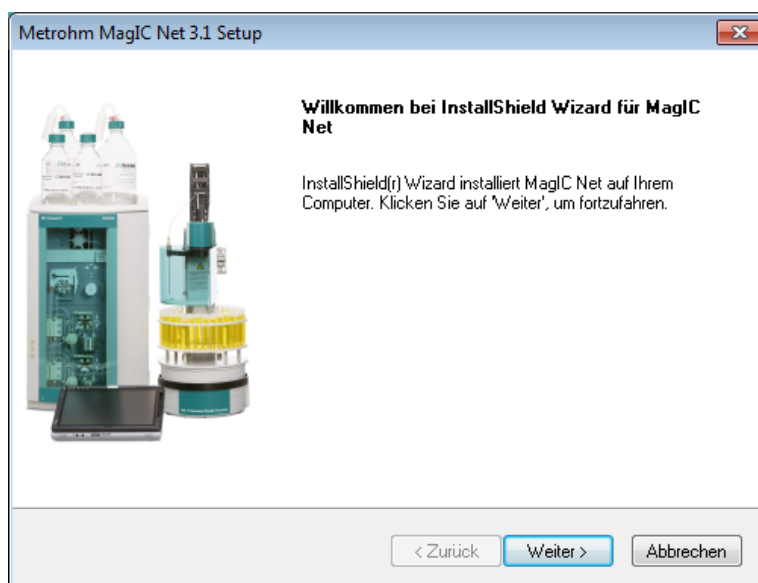 Metrohm MagIC Net 3.1 Setup
Willkommen bei InstallShield Wizard für MagIC
Net
InstallShield(r) Wizard installiert MagIC Net auf Ihrem
Computer. Klicken Sie auf 'Weiter', um fortzufahren.
< Zurück
Weiter >
Abbrechen